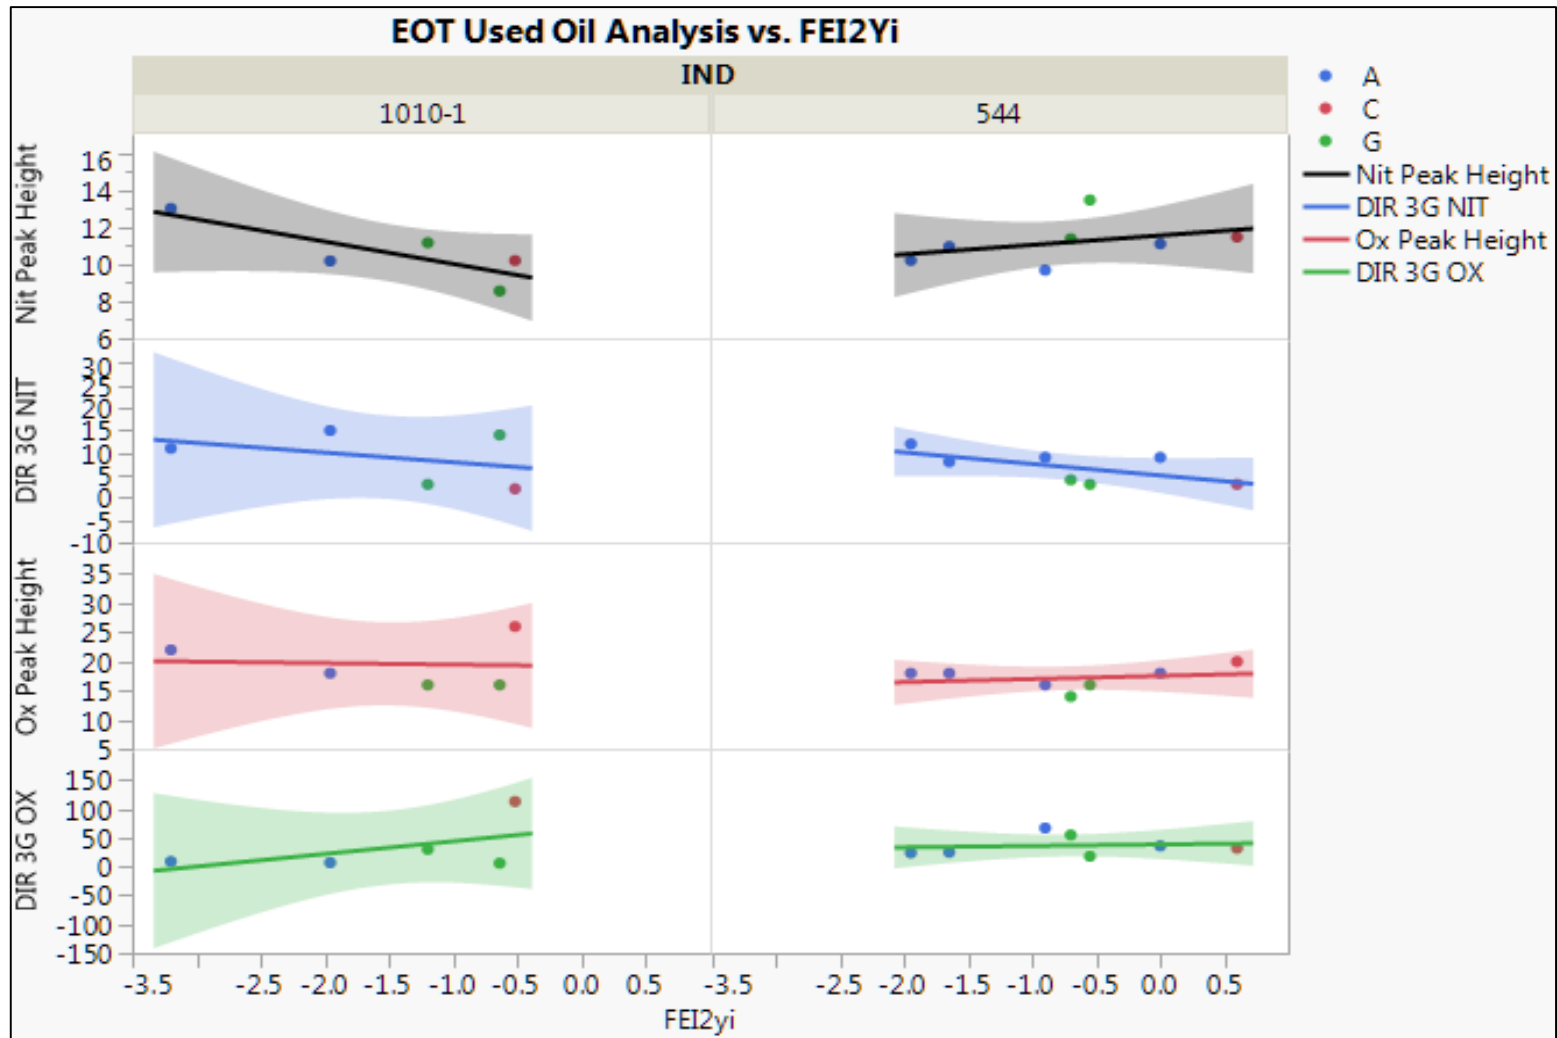 EOT Used Oil Analysis vs. FEI2Yi
IND
1010-1 544
A
C
G
Nit Peak Height
DIR 3G NIT
Ox Peak Height
DIR 3G OX
Nit Peak Height
16
14
12
10
8
6
DIR 3G NIT
30
25
20
15
10
5
0
-5
-10
Ox Peak Height
35
30
25
20
15
10
5
DIR 3G OX
150
100
50
0
-50
-100
-150
-3.5 -2.5 -2.0 -1.5 -1.0 -0.5 0.0 0.5 -3.5 -2.5 -2.0 -1.5 -1.0 -0.5 0.0 0.5
FEI2yi